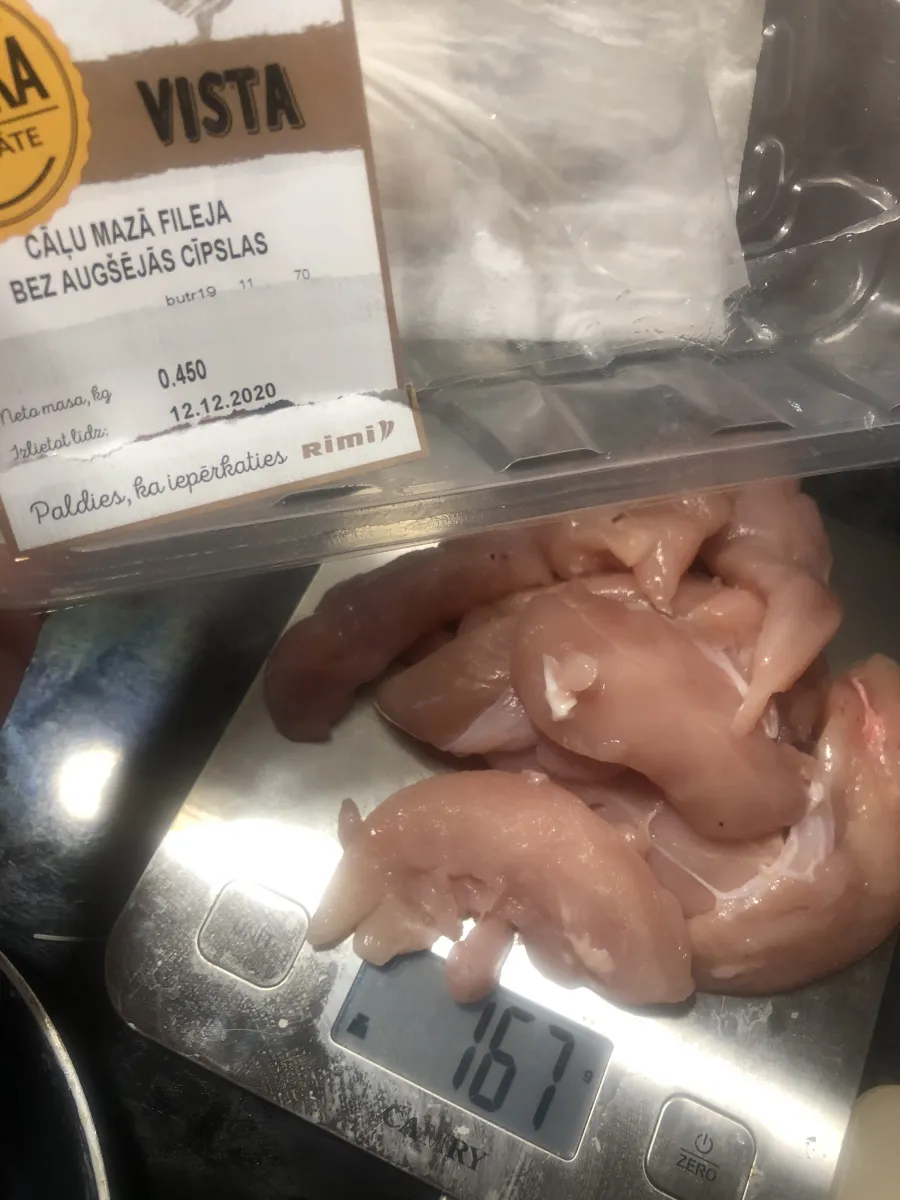 VISTA
CĀĻU MAZĀ FILEJA
BEZ AUGŠĒJĀS CĪPSLAS
butr19 11 70
Neto masa, kg 0.450
Izlietot līdz: 12.12.2020
Paldies, ka iepērkaties Rimi
UNIT
167 g
CAMRY
ZERO